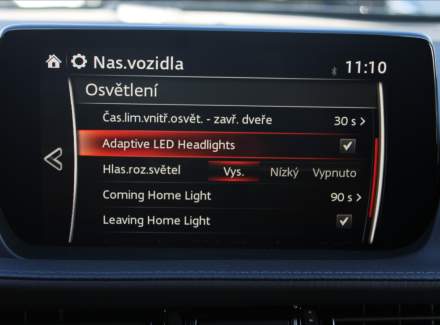 Nas.vozidla 11:10
Osvětlení
Čas.lim.vnitř.osvět. - zavř. dveře 30 s
Adaptive LED Headlights
Hlas.roz.světel Vys. Nízký Vypnuto
Coming Home Light 90 s
Leaving Home Light